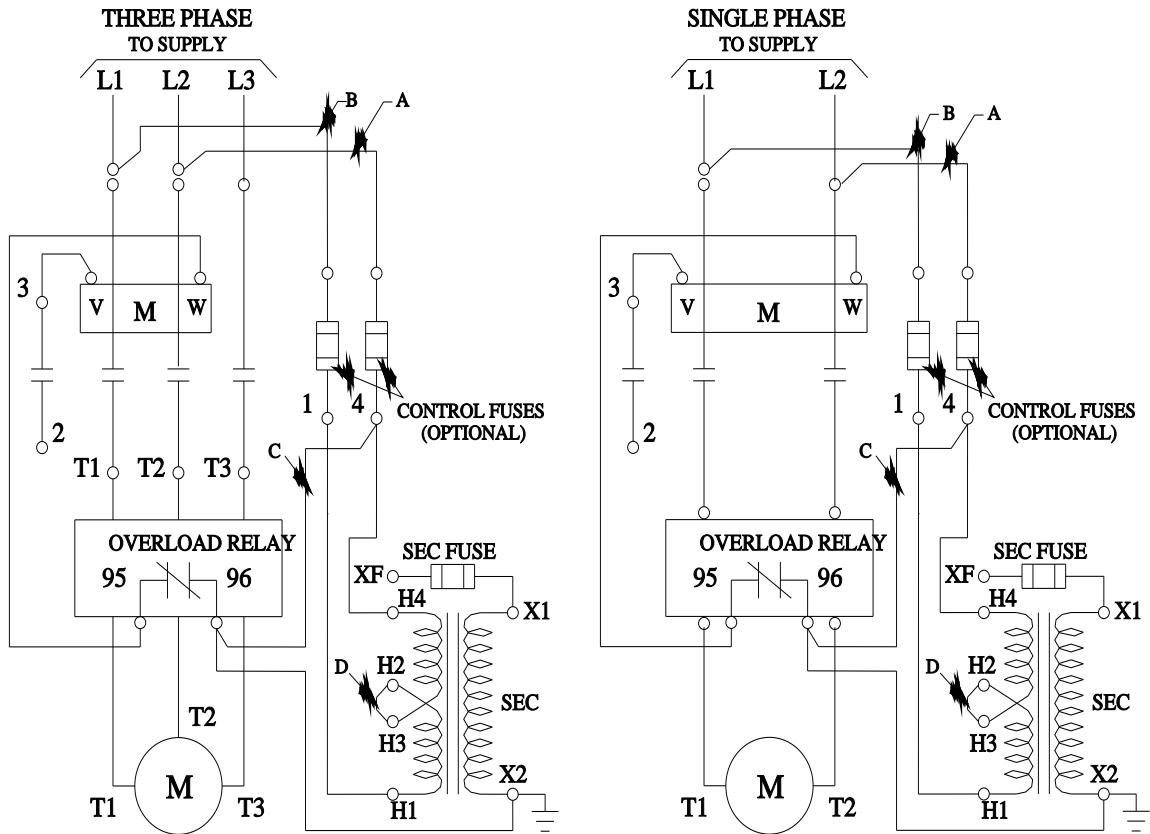 THREE PHASE
TO SUPPLY
L1 L2 L3
B A
3
V M W
2
1 4
CONTROL FUSES
(OPTIONAL)
C
T1 T2 T3
OVERLOAD RELAY
95 96
SEC FUSE
XF
H4 X1
H2
D
SEC
H3
T2
M
T1 T3
X2
H1
SINGLE PHASE
TO SUPPLY
L1 L2
B A
3
V M W
2
1 4
CONTROL FUSES
(OPTIONAL)
C
OVERLOAD RELAY
95 96
SEC FUSE
XF
H4 X1
H2
D
SEC
H3
M
T1 T2
X2
H1